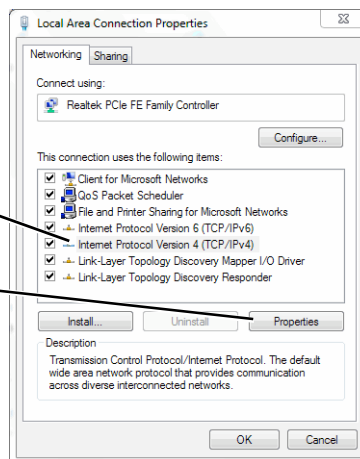 Local Area Connection Properties
Networking Sharing
Connect using:
Realtek PCIe FE Family Controller
Configure...
This connection uses the following items:
Client for Microsoft Networks
QoS Packet Scheduler
File and Printer Sharing for Microsoft Networks
Internet Protocol Version 6 (TCP/IPv6)
Internet Protocol Version 4 (TCP/IPv4)
Link-Layer Topology Discovery Mapper I/O Driver
Link-Layer Topology Discovery Responder
Install... Uninstall Properties
Description
Transmission Control Protocol/Internet Protocol. The default
wide area network protocol that provides communication
across diverse interconnected networks.
OK Cancel